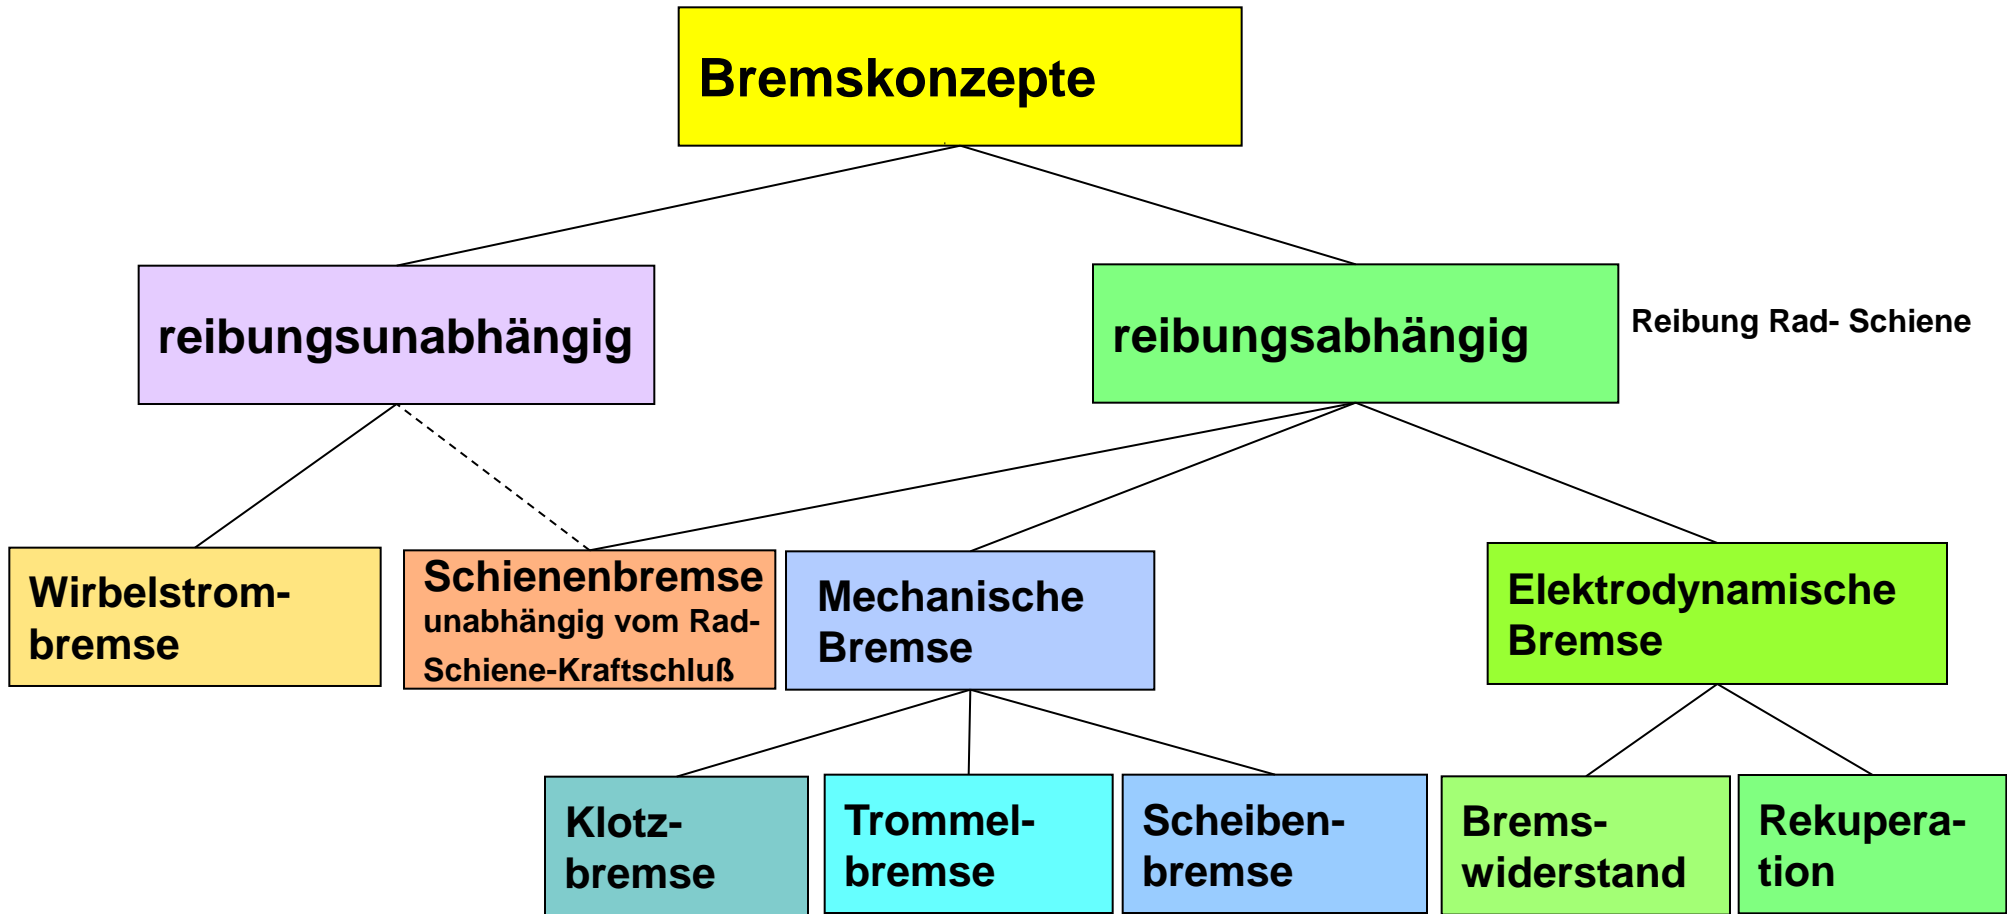 Bremskonzepte
reibungsunabhängig
reibungsabhängig
Reibung Rad- Schiene
Wirbelstrom-
bremse
Schienenbremse
unabhängig vom Rad-
Schiene-Kraftschluß
Mechanische
Bremse
Elektrodynamische
Bremse
Klotz-
bremse
Trommel-
bremse
Scheiben-
bremse
Brems-
widerstand
Rekupera-
tion